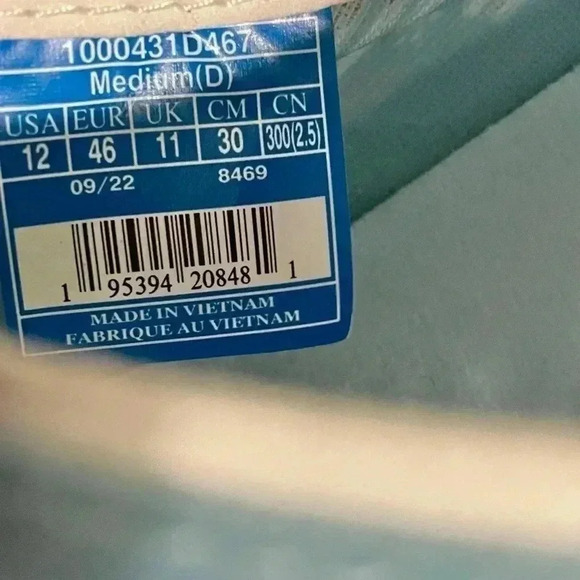 1000431D467
Medium(D)
USA EUR UK CM CN
12 46 11 30 300(2.5)
09/22 8469
1 95394 20848 1
MADE IN VIETNAM
FABRIQUE AU VIETNAM